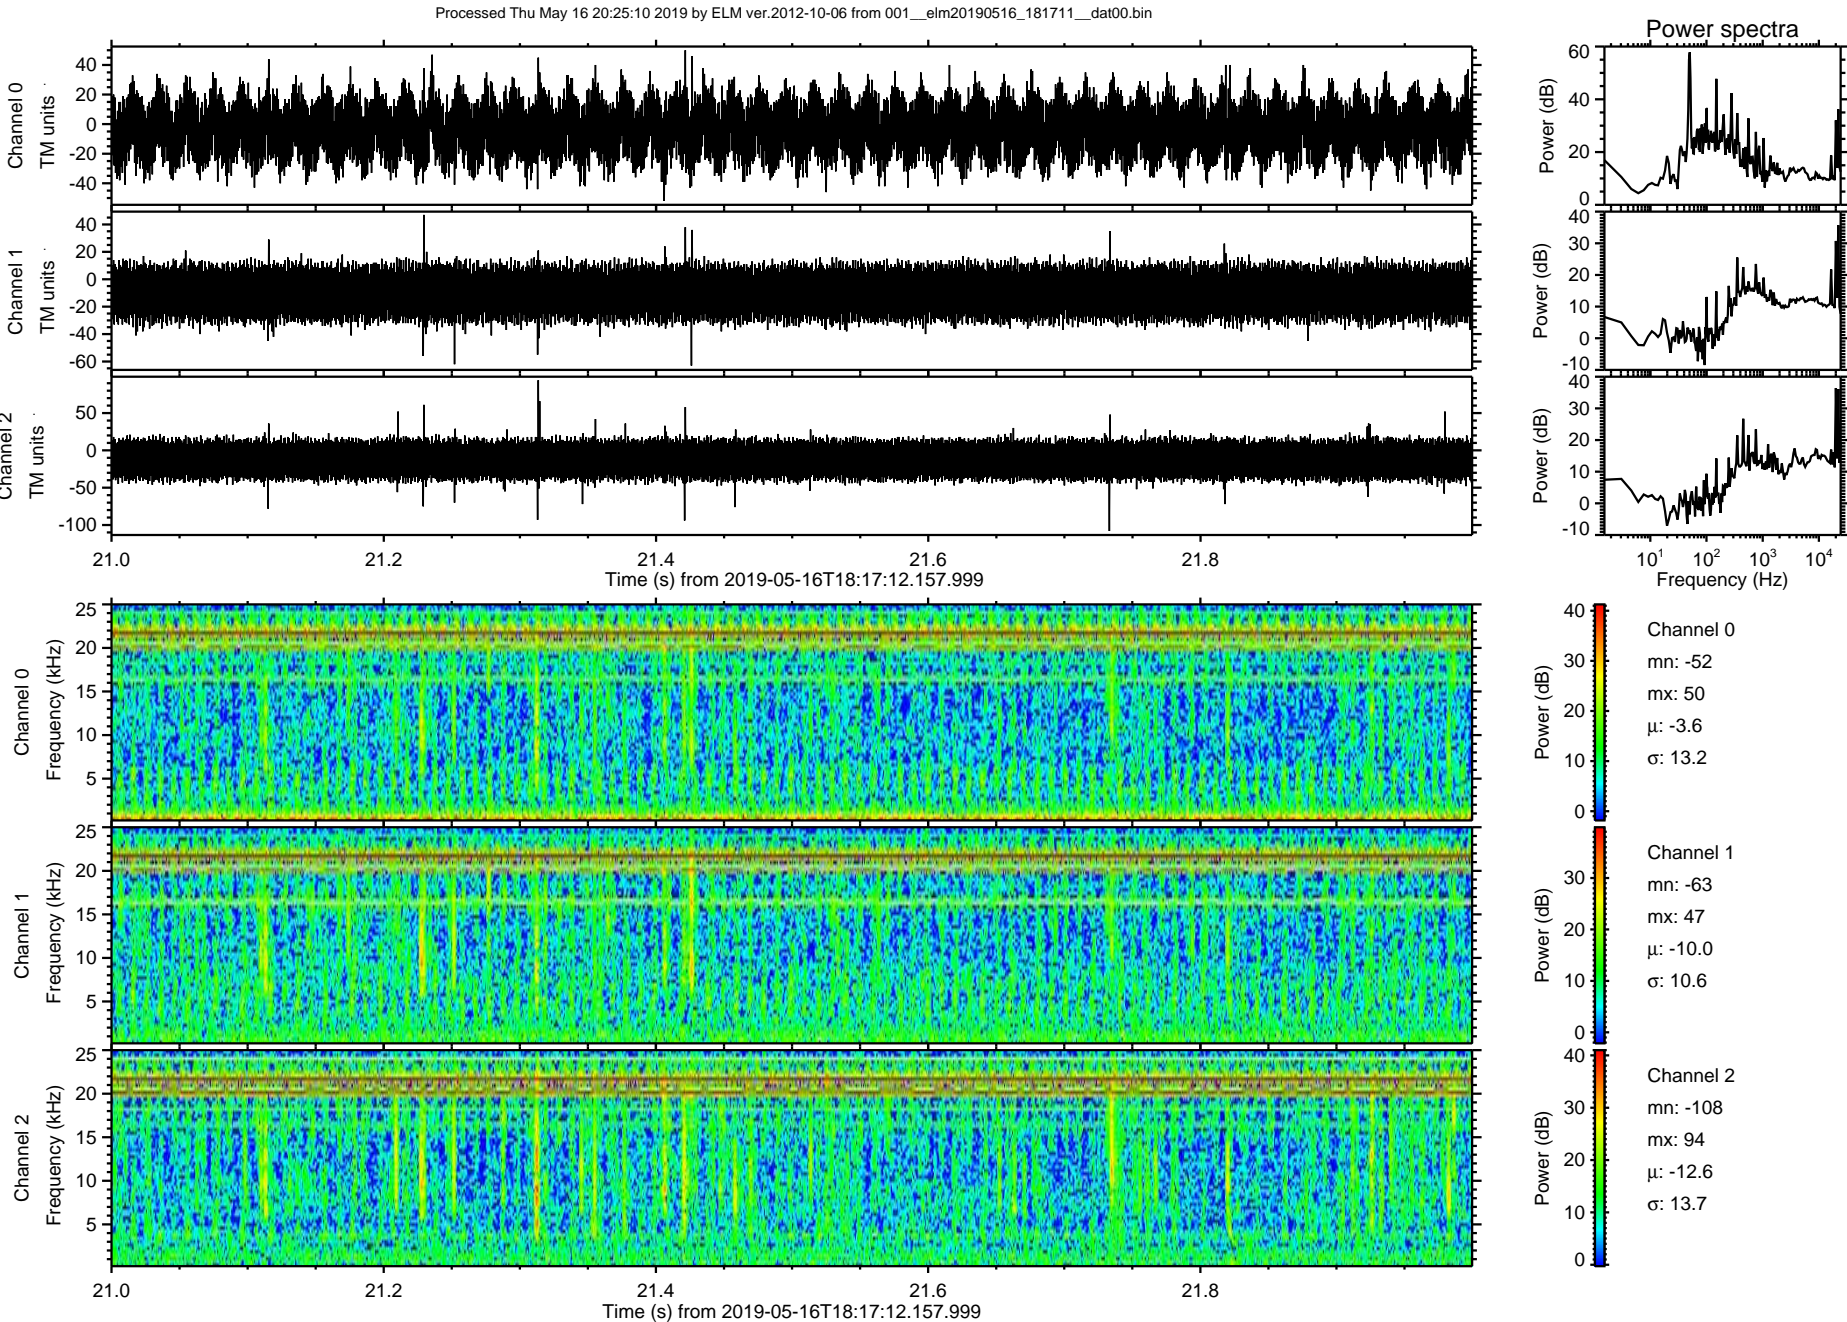 Processed Thu May 16 20:25:10 2019 by ELM ver.2012-10-06 from 001__elm20190516_181711__dat00.bin
Power spectra
Channel 0
TM units
40
20
0
-20
-40
Power (dB)
60
40
20
0
Channel 1
TM units
40
20
0
-20
-40
-60
Power (dB)
40
30
20
10
0
-10
Channel 2
TM units
50
0
-50
-100
Power (dB)
40
30
20
10
0
-10
21.0 21.2 21.4 21.6 21.8
Time (s) from 2019-05-16T18:17:12.157.999
10^1 10^2 10^3 10^4
Frequency (Hz)
Channel 0
Frequency (kHz)
25
20
15
10
5
Power (dB)
40
30
20
10
0
Channel 0
mn: -52
mx: 50
μ: -3.6
σ: 13.2
Channel 1
Frequency (kHz)
25
20
15
10
5
Power (dB)
30
20
10
0
Channel 1
mn: -63
mx: 47
μ: -10.0
σ: 10.6
Channel 2
Frequency (kHz)
25
20
15
10
5
Power (dB)
40
30
20
10
0
Channel 2
mn: -108
mx: 94
μ: -12.6
σ: 13.7
21.0 21.2 21.4 21.6 21.8
Time (s) from 2019-05-16T18:17:12.157.999